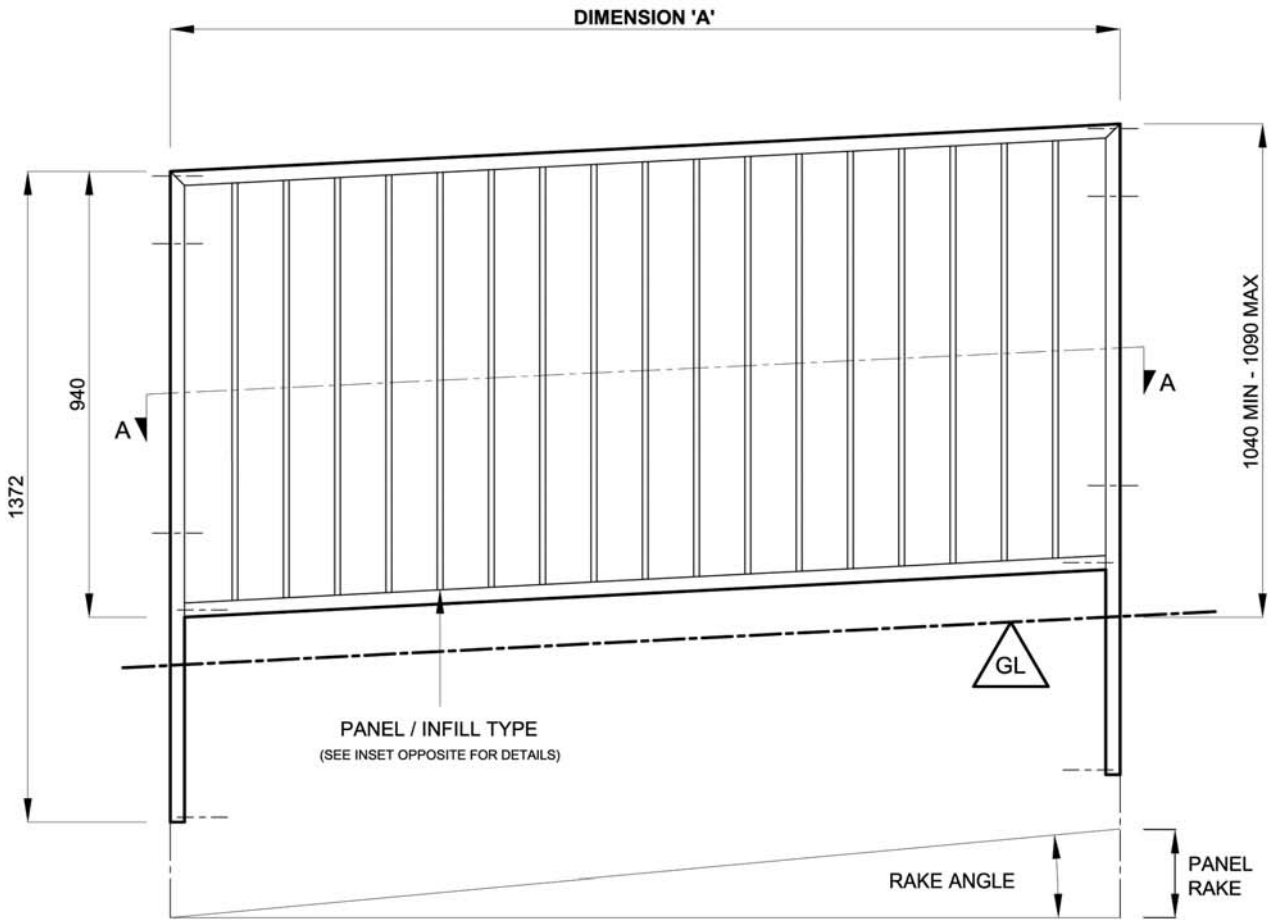 DIMENSION 'A'
1372
940
A
A
1040 MIN - 1090 MAX
GL
PANEL / INFILL TYPE
(SEE INSET OPPOSITE FOR DETAILS)
RAKE ANGLE
PANEL
RAKE